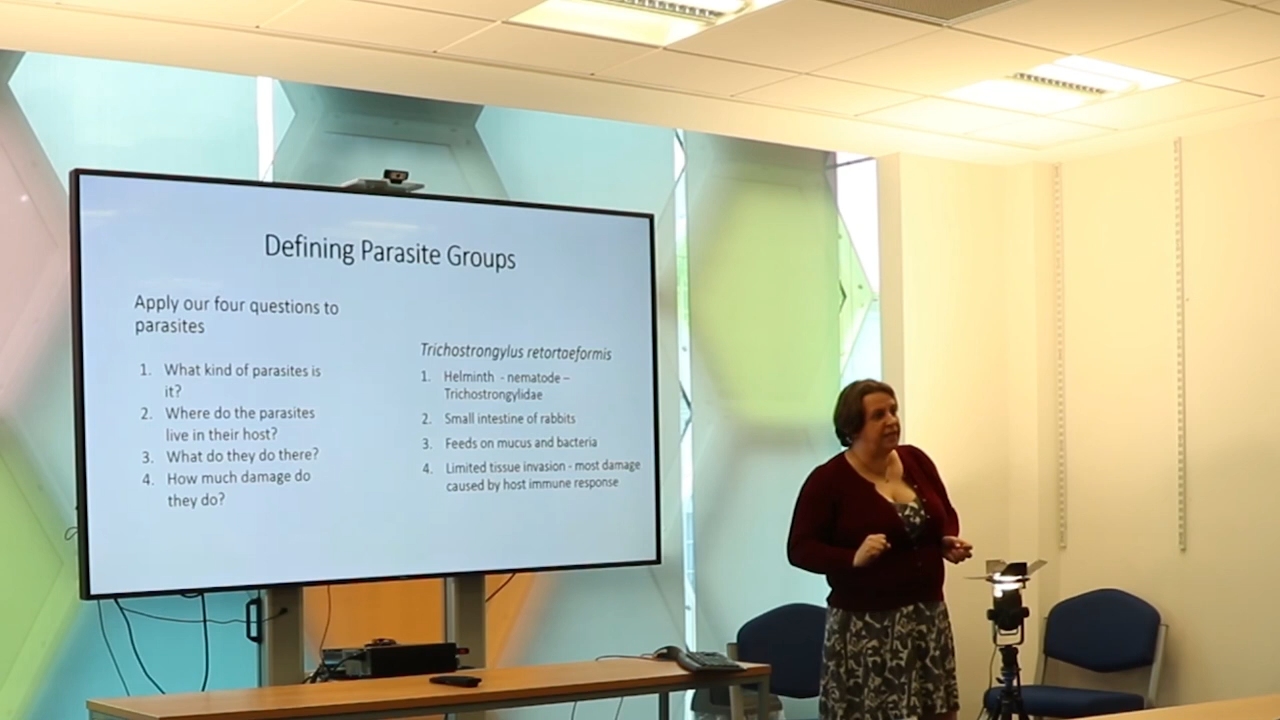 Defining Parasite Groups
Apply our four questions to
parasites
1. What kind of parasites is
it?
2. Where do the parasites
live in their host?
3. What do they do there?
4. How much damage do
they do?
Trichostrongylus retortaeformis
1. Helminth - nematode –
Trichostrongylidae
2. Small intestine of rabbits
3. Feeds on mucus and bacteria
4. Limited tissue invasion - most damage
caused by host immune response